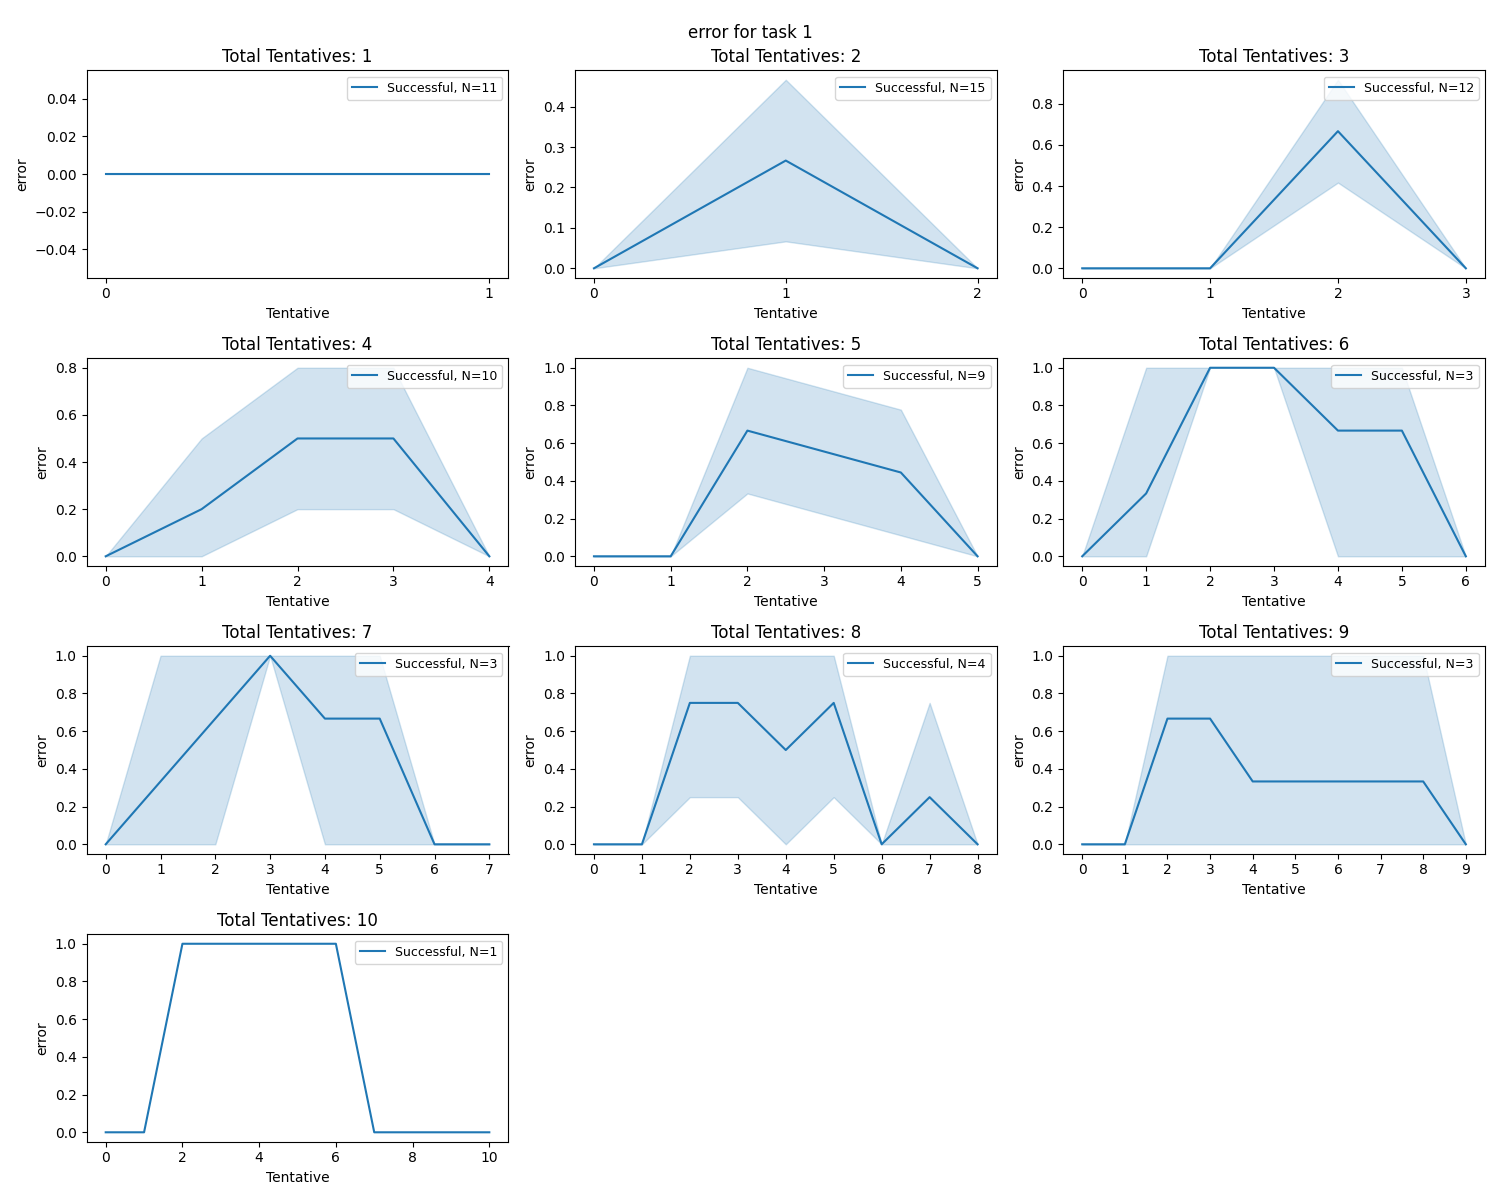 error for task 1
Total Tentatives: 1
Successful, N=11
0.04
0.02
0.00
−0.02
−0.04
error
0 1
Tentative
Total Tentatives: 2
Successful, N=15
0.4
0.3
0.2
0.1
0.0
error
0 1 2
Tentative
Total Tentatives: 3
Successful, N=12
0.8
0.6
0.4
0.2
0.0
error
0 1 2 3
Tentative
Total Tentatives: 4
Successful, N=10
0.8
0.6
0.4
0.2
0.0
error
0 1 2 3 4
Tentative
Total Tentatives: 5
Successful, N=9
1.0
0.8
0.6
0.4
0.2
0.0
error
0 1 2 3 4 5
Tentative
Total Tentatives: 6
Successful, N=3
1.0
0.8
0.6
0.4
0.2
0.0
error
0 1 2 3 4 5 6
Tentative
Total Tentatives: 7
Successful, N=3
1.0
0.8
0.6
0.4
0.2
0.0
error
0 1 2 3 4 5 6 7
Tentative
Total Tentatives: 8
Successful, N=4
1.0
0.8
0.6
0.4
0.2
0.0
error
0 1 2 3 4 5 6 7 8
Tentative
Total Tentatives: 9
Successful, N=3
1.0
0.8
0.6
0.4
0.2
0.0
error
0 1 2 3 4 5 6 7 8 9
Tentative
Total Tentatives: 10
Successful, N=1
1.0
0.8
0.6
0.4
0.2
0.0
error
0 2 4 6 8 10
Tentative